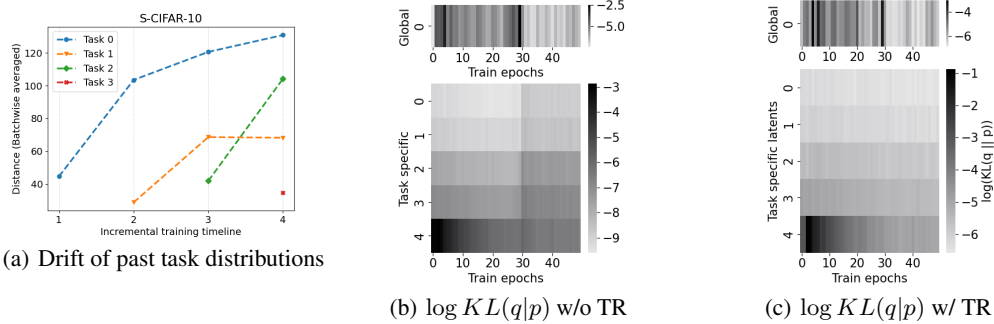 S-CIFAR-10
Distance (Batchwise averaged)
120
100
80
60
40
Task 0
Task 1
Task 2
Task 3
1 2 3 4
Incremental training timeline
(a) Drift of past task distributions
Global
0
0 10 20 30 40
Train epochs
−2.5
−5.0
Task specific
0
1
2
3
4
0 10 20 30 40
Train epochs
−3
−4
−5
−6
−7
−8
−9
(b) log KL(q|p) w/o TR
Global
0
0 10 20 30 40
Train epochs
−4
−6
Task specific latents
0
1
2
3
4
0 10 20 30 40
Train epochs
−1
−2
−3
−4
−5
−6
log(KL(q || p))
(c) log KL(q|p) w/ TR